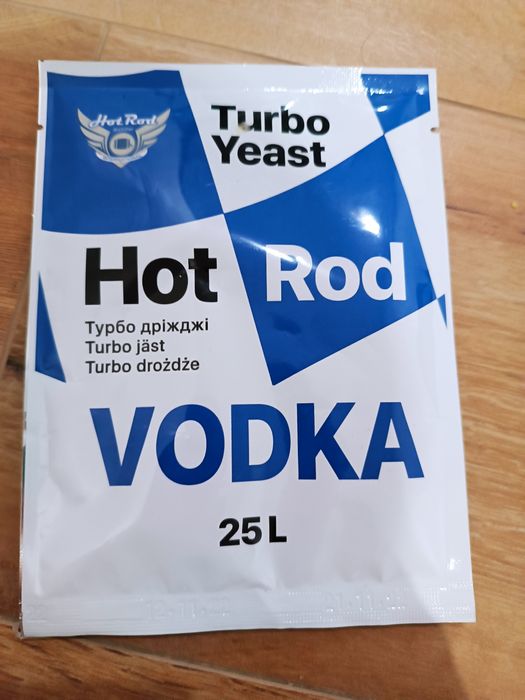 Hot Rod
Turbo
Yeast
Hot Rod
Турбо дріжджі
Turbo jäst
Turbo drożdże
VODKA
25 L